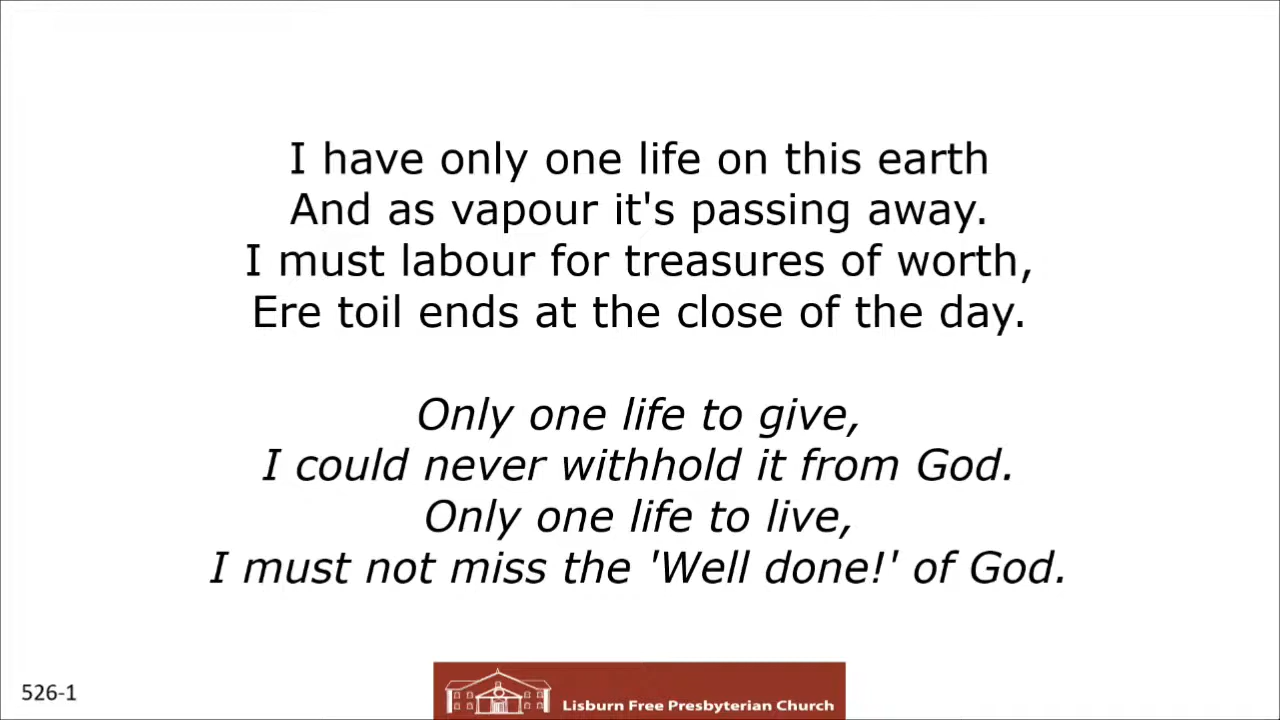 I have only one life on this earth
And as vapour it's passing away.
I must labour for treasures of worth,
Ere toil ends at the close of the day.
Only one life to give,
I could never withhold it from God.
Only one life to live,
I must not miss the 'Well done!' of God.
526-1
Lisburn Free Presbyterian Church